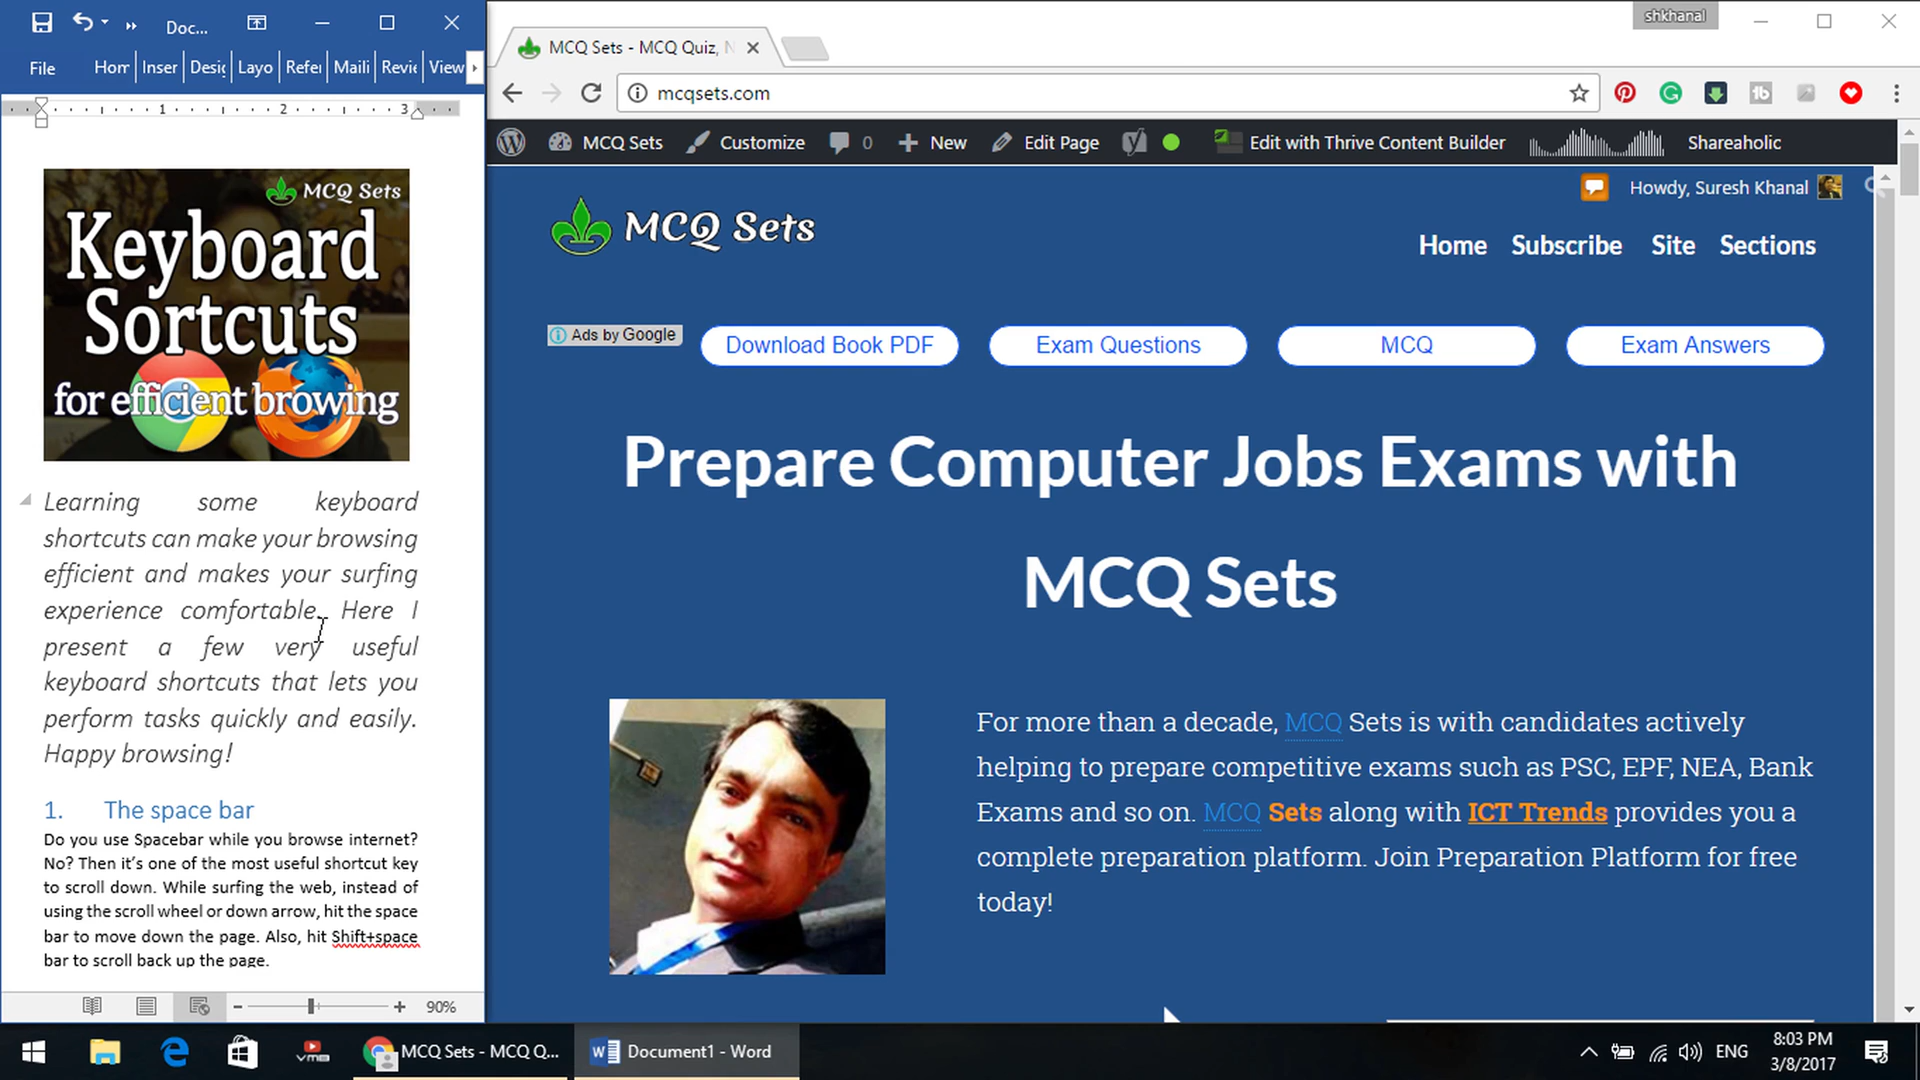 Doc...
File
Hom
Inser
Desig
Layo
Refer
Maili
Revie
View
1 2 3
MCQ Sets
Keyboard
Sortcuts
for efficient browing
Learning some keyboard
shortcuts can make your browsing
efficient and makes your surfing
experience comfortable. Here I
present a few very useful
keyboard shortcuts that lets you
perform tasks quickly and easily.
Happy browsing!
1. The space bar
Do you use Spacebar while you browse internet?
No? Then it's one of the most useful shortcut key
to scroll down. While surfing the web, instead of
using the scroll wheel or down arrow, hit the space
bar to move down the page. Also, hit Shift+space
bar to scroll back up the page.
90%
shkhanal
MCQ Sets - MCQ Quiz,
mcqsets.com
MCQ Sets
Customize
0
New
Edit Page
Edit with Thrive Content Builder
Shareaholic
Howdy, Suresh Khanal
MCQ Sets
Home Subscribe Site Sections
Ads by Google
Download Book PDF
Exam Questions
MCQ
Exam Answers
Prepare Computer Jobs Exams with
MCQ Sets
For more than a decade, MCQ Sets is with candidates actively
helping to prepare competitive exams such as PSC, EPF, NEA, Bank
Exams and so on. MCQ Sets along with ICT Trends provides you a
complete preparation platform. Join Preparation Platform for free
today!
MCQ Sets - MCQ Q...
Document1 - Word
ENG
8:03 PM
3/8/2017